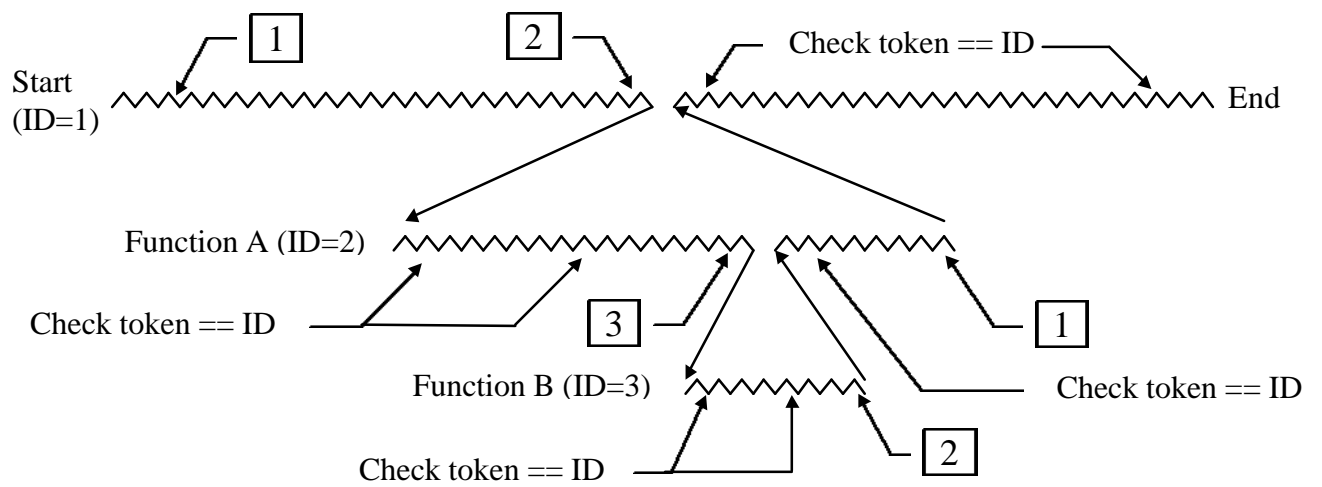 1
2
Check token == ID
Start
(ID=1)
End
Function A (ID=2)
Check token == ID
3
1
Function B (ID=3)
Check token == ID
2
Check token == ID